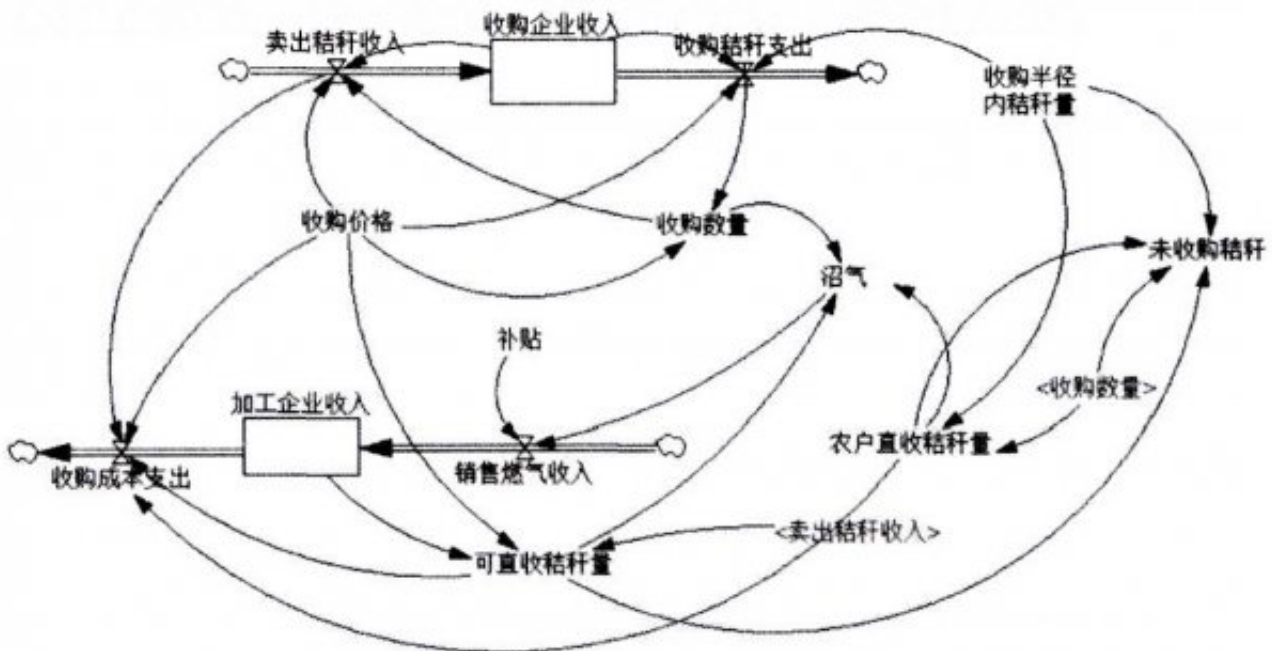 收购企业收入
卖出秸秆收入
收购秸秆支出
收购半径
内秸秆量
收购价格
收购数量
未收购秸秆
沼气
补贴
<收购数量>
加工企业收入
农户直收秸秆量
收购成本支出
销售燃气收入
<卖出秸秆收入>
可直收秸秆量